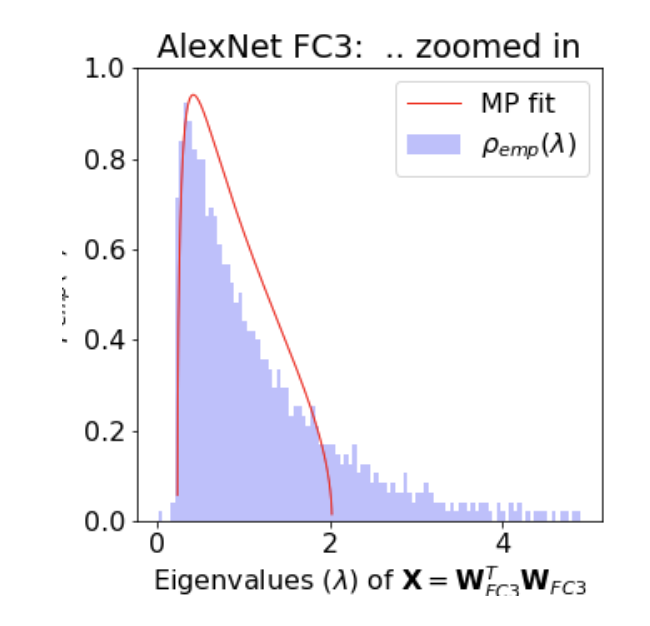 AlexNet FC3: .. zoomed in
1.0
MP fit
ρ_emp(λ)
0.8
0.6
0.4
0.2
0.0
0 2 4
Eigenvalues (λ) of X = W^T_FC3 W_FC3